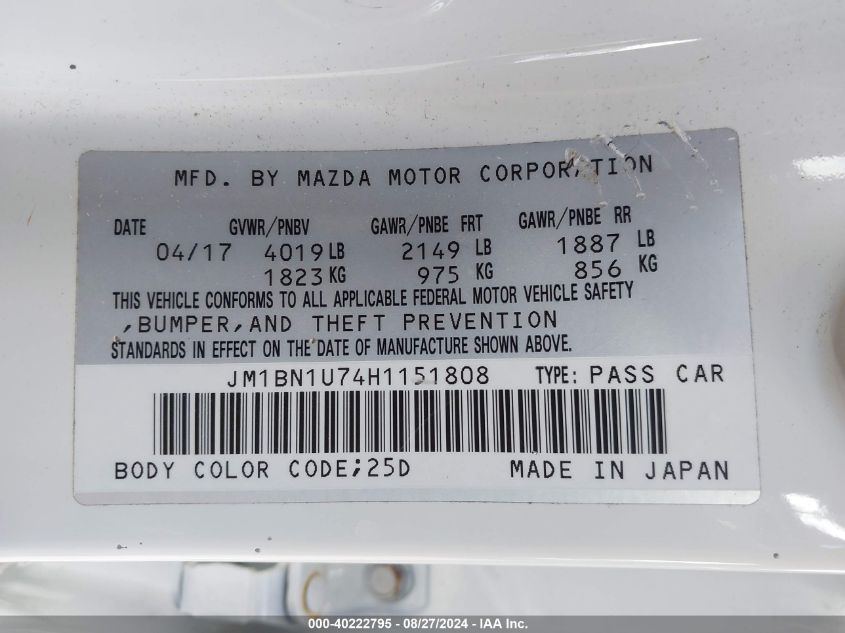 MFD. BY MAZDA MOTOR CORPORATION
DATE GVWR/PNBV GAWR/PNBE FRT GAWR/PNBE RR
04/17 4019 LB 2149 LB 1887 LB
1823 KG 975 KG 856 KG
THIS VEHICLE CONFORMS TO ALL APPLICABLE FEDERAL MOTOR VEHICLE SAFETY
,BUMPER,AND THEFT PREVENTION
STANDARDS IN EFFECT ON THE DATE OF MANUFACTURE SHOWN ABOVE.
JM1BN1U74H1151808 TYPE: PASS CAR
BODY COLOR CODE;25D MADE IN JAPAN
000-40222795 - 08/27/2024 - IAA Inc.